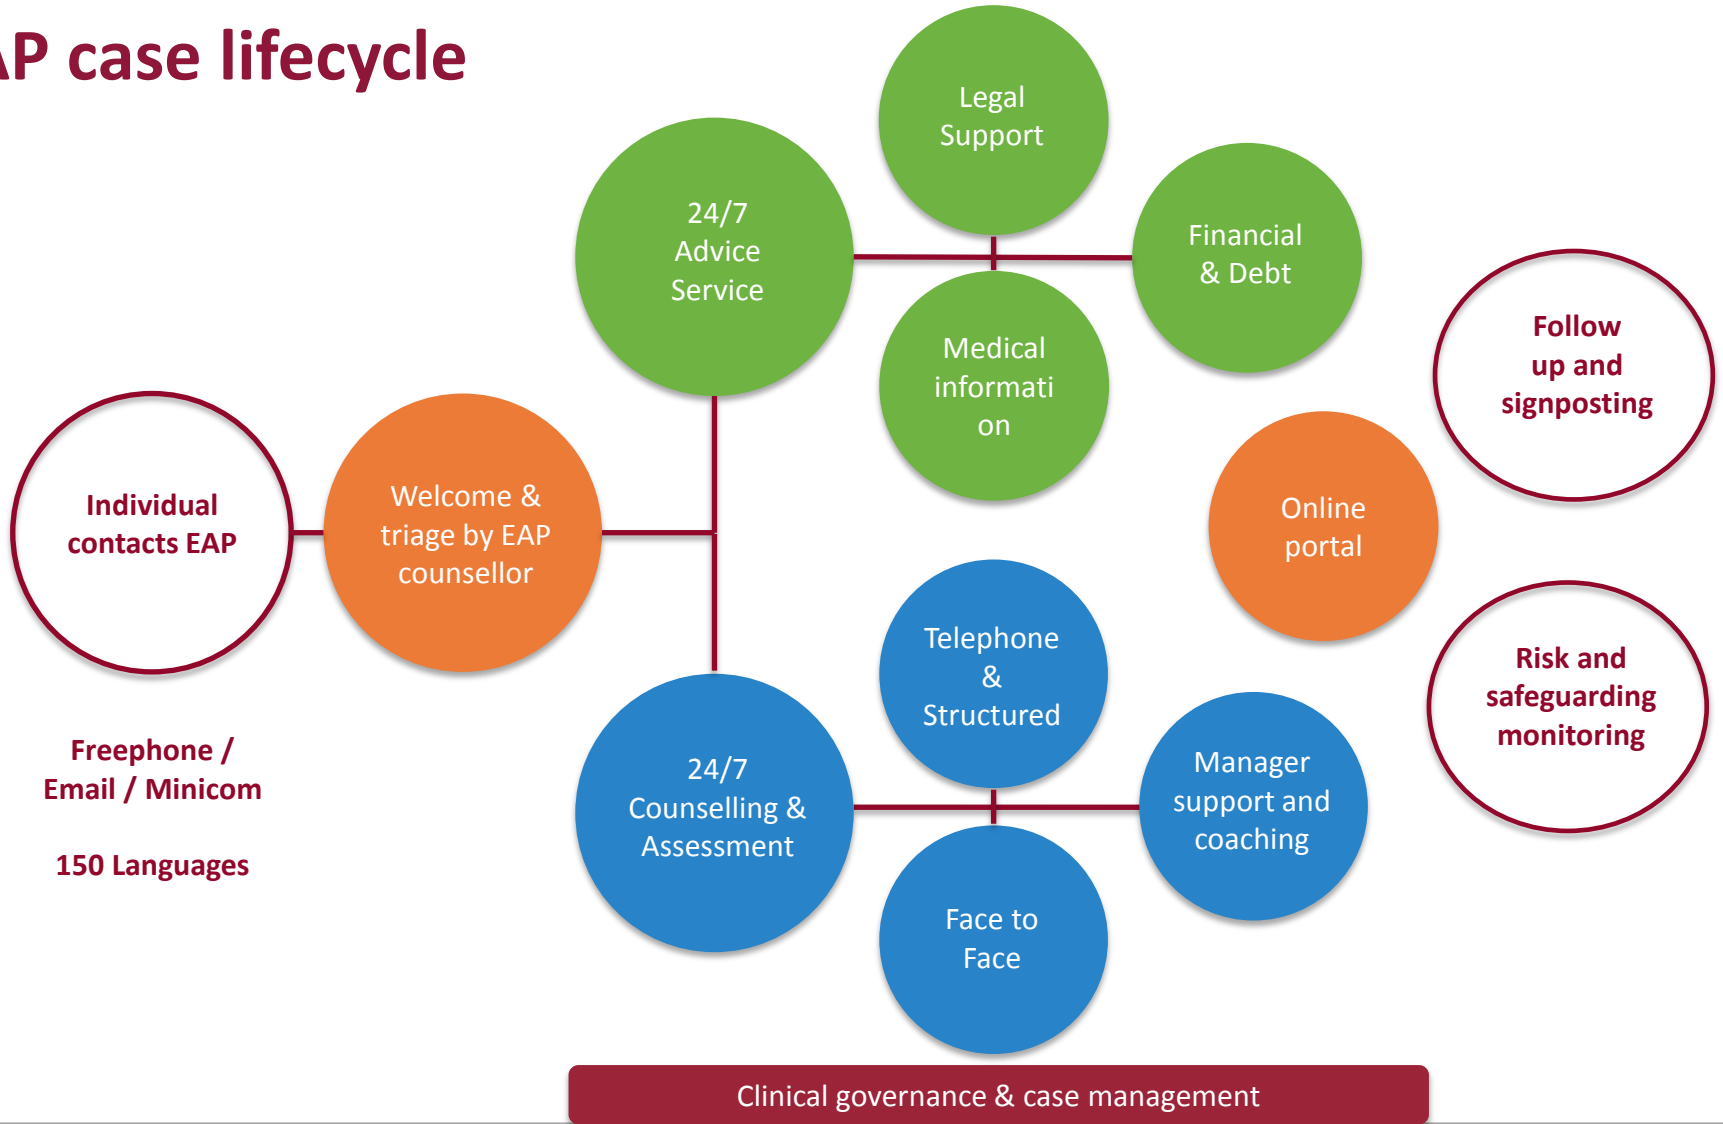 AP case lifecycle
Legal
Support
24/7
Advice
Service
Financial
& Debt
Medical
informati
on
Follow
up and
signposting
Individual
contacts EAP
Welcome &
triage by EAP
counsellor
Online
portal
Telephone
&
Structured
Risk and
safeguarding
monitoring
Freephone /
Email / Minicom
150 Languages
24/7
Counselling &
Assessment
Manager
support and
coaching
Face to
Face
Clinical governance & case management